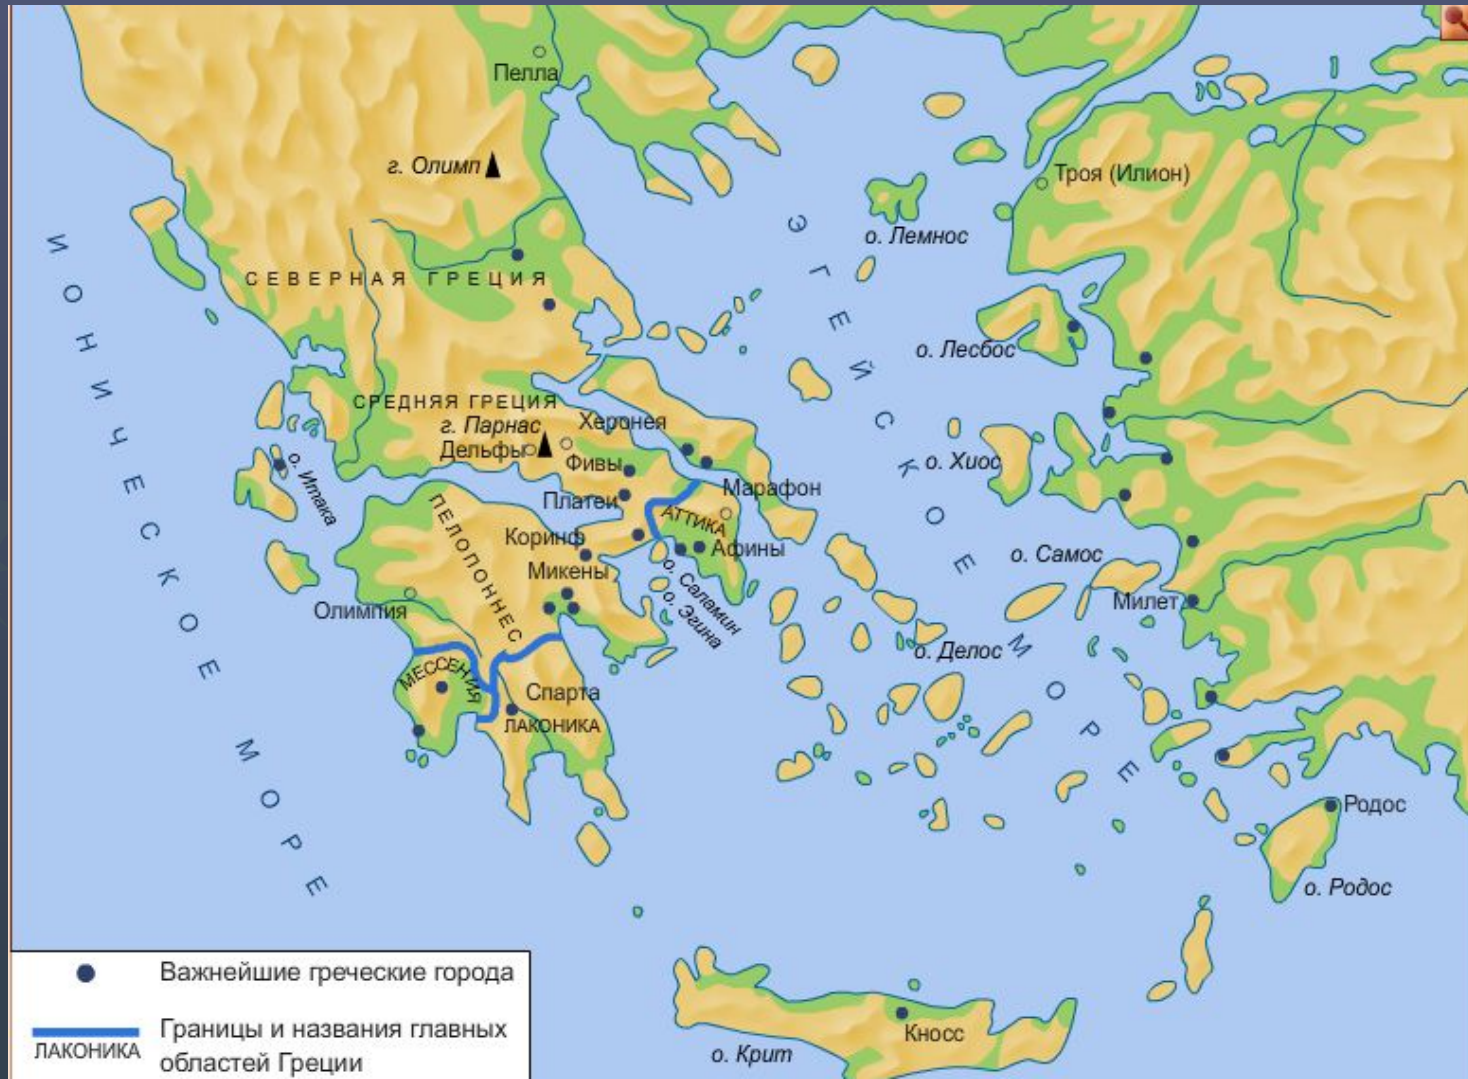 Пелла
г. Олимп
Троя (Илион)
о. Лемнос
ИОНИЧЕСКОЕ МОРЕ
ЭГЕЙСКОЕ МОРЕ
СЕВЕРНАЯ ГРЕЦИЯ
о. Лесбос
СРЕДНЯЯ ГРЕЦИЯ
г. Парнас
Херонея
Дельфы
Фивы
о. Хиос
о. Итака
Марафон
Платеи
АТТИКА
ПЕЛОПОННЕС
Коринф
Афины
о. Самос
Микены
о. Саламин
о. Эгина
Милет
Олимпия
о. Делос
МЕССЕНИЯ
Спарта
ЛАКОНИКА
Родос
о. Родос
Кносс
о. Крит
Важнейшие греческие города
Границы и названия главных
ЛАКОНИКА
областей Греции